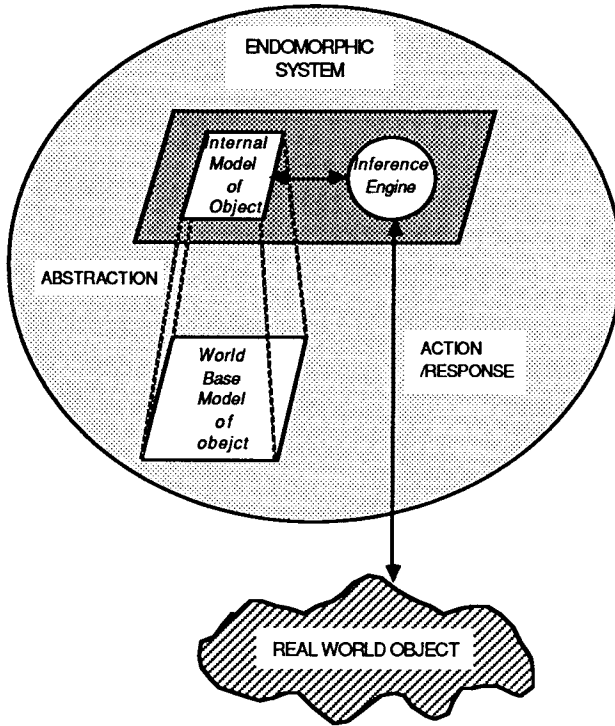 ENDOMORPHIC
SYSTEM
Internal
Model
of
Object
Inference
Engine
ABSTRACTION
World
Base
Model
of
obejct
ACTION
/RESPONSE
REAL WORLD OBJECT